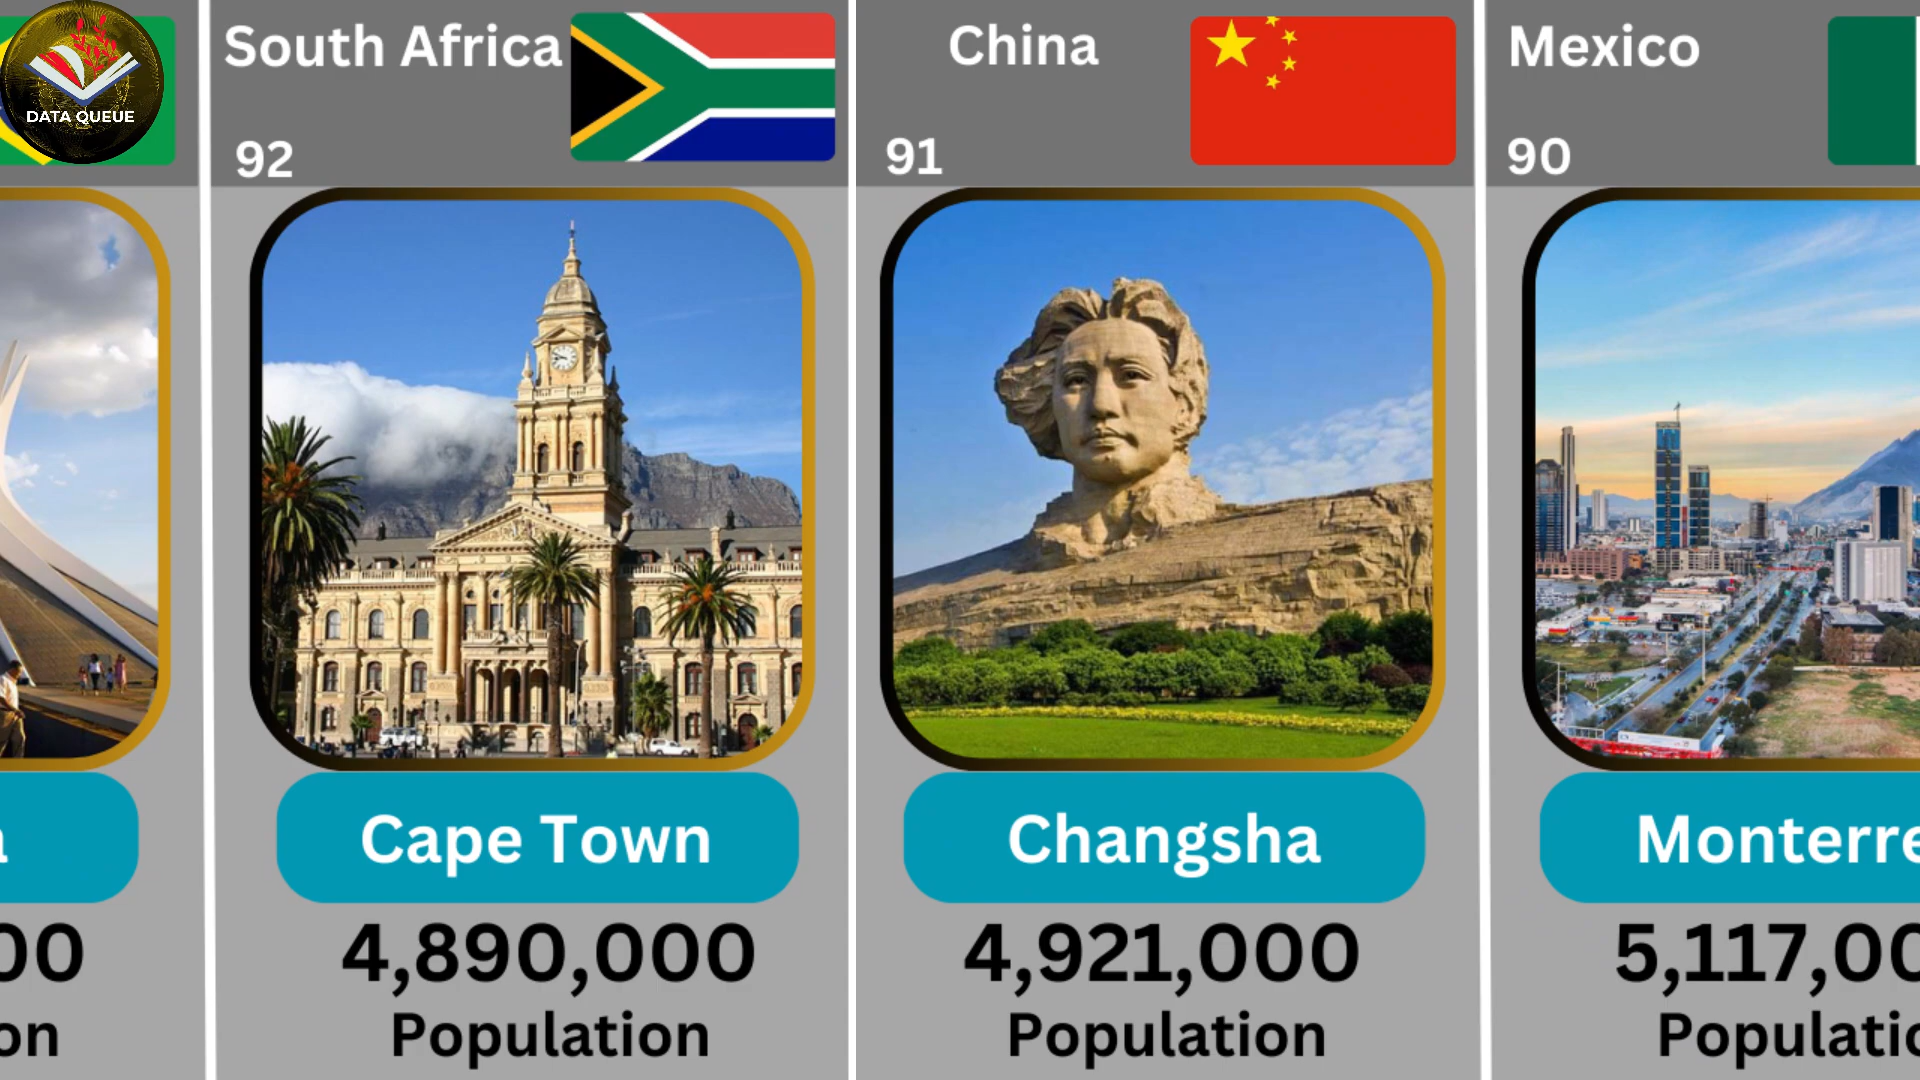 DATA QUEUE
South Africa
92
Cape Town
4,890,000
Population
China
91
Changsha
4,921,000
Population
Mexico
90